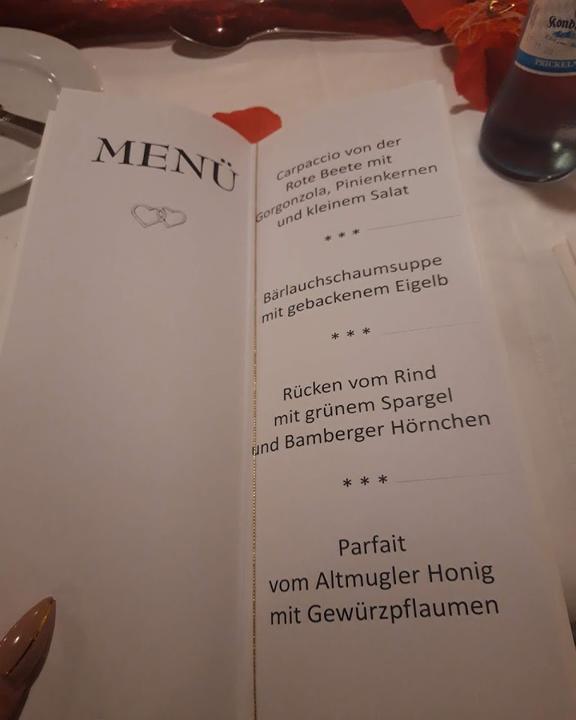 MENÜ
Carpaccio von der
Rote Beete mit
Gorgonzola, Pinienkernen
und kleinem Salat
* * *
Bärlauchschaumsuppe
mit gebackenem Eigelb
* * *
Rücken vom Rind
mit grünem Spargel
und Bamberger Hörnchen
* * *
Parfait
vom Altmugler Honig
mit Gewürzpflaumen